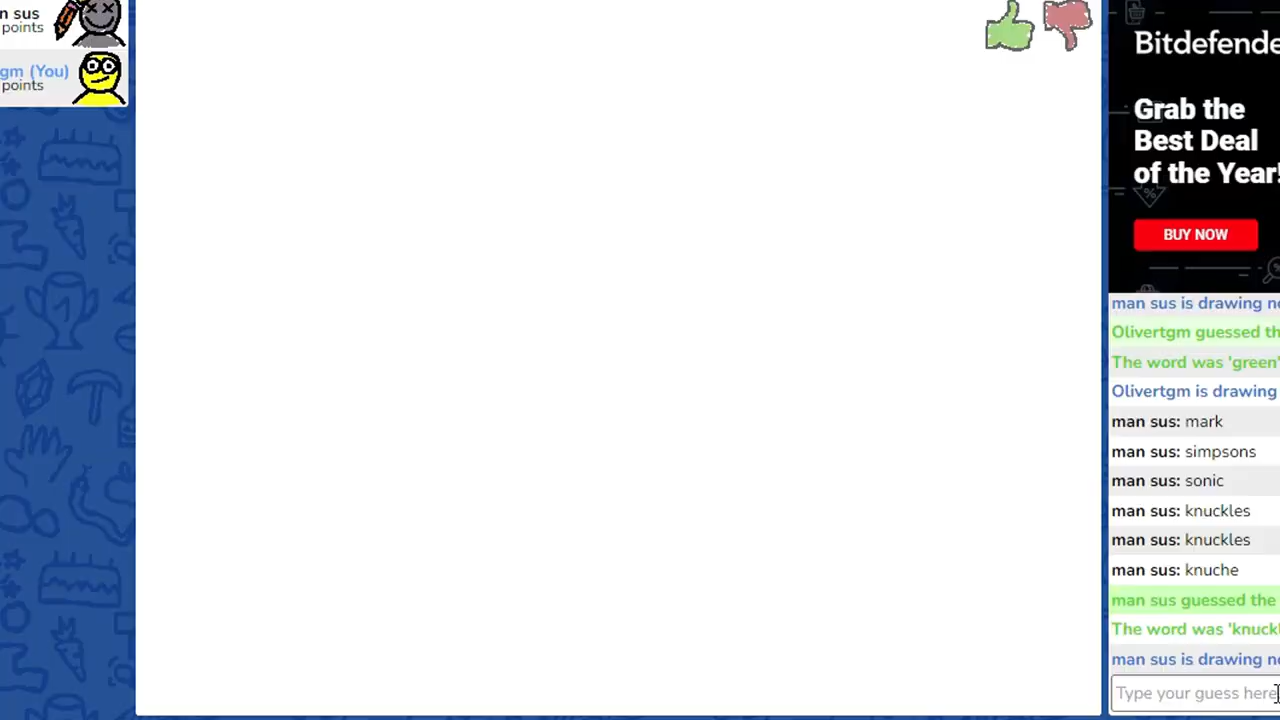 n sus
points
gm (You)
points
Bitdefende
Grab the
Best Deal
of the Year!
BUY NOW
man sus is drawing n
Olivertgm guessed th
The word was 'green'
Olivertgm is drawing
man sus: mark
man sus: simpsons
man sus: sonic
man sus: knuckles
man sus: knuckles
man sus: knuche
man sus guessed the
The word was 'knuckl
man sus is drawing n
Type your guess here